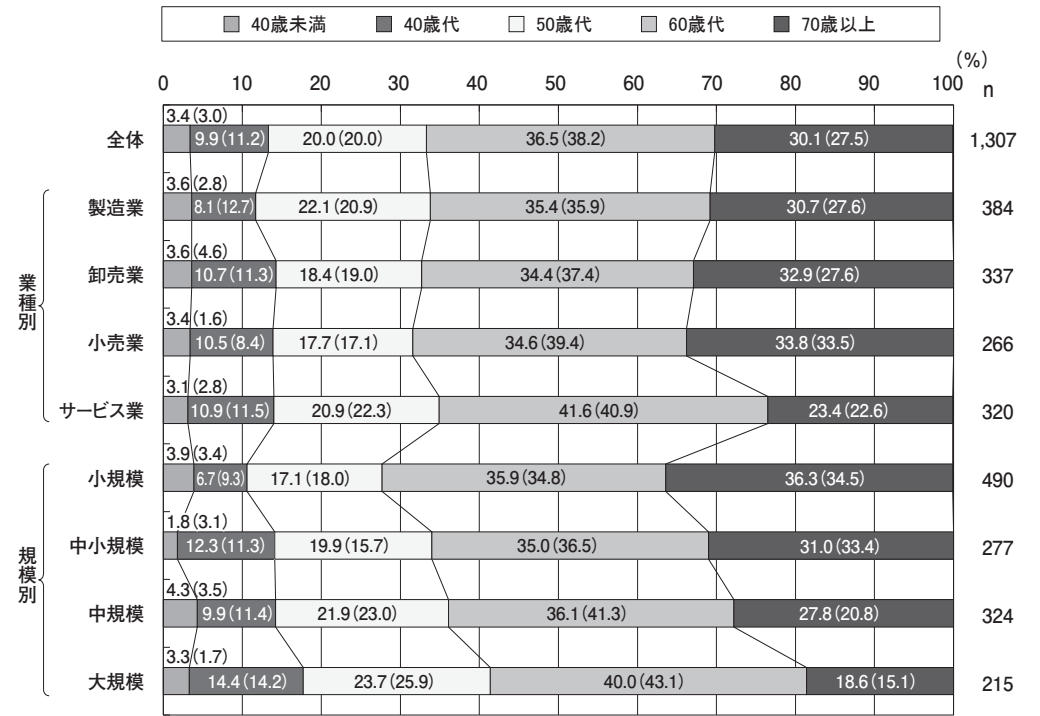 40歳未満 40歳代 50歳代 60歳代 70歳以上
(%)
0 10 20 30 40 50 60 70 80 90 100 n
3.4(3.0)
全体 9.9(11.2) 20.0(20.0) 36.5(38.2) 30.1(27.5) 1,307
業種別
3.6(2.8)
製造業 8.1(12.7) 22.1(20.9) 35.4(35.9) 30.7(27.6) 384
3.6(4.6)
卸売業 10.7(11.3) 18.4(19.0) 34.4(37.4) 32.9(27.6) 337
3.4(1.6)
小売業 10.5(8.4) 17.7(17.1) 34.6(39.4) 33.8(33.5) 266
3.1(2.8)
サービス業 10.9(11.5) 20.9(22.3) 41.6(40.9) 23.4(22.6) 320
規模別
3.9(3.4)
小規模 6.7(9.3) 17.1(18.0) 35.9(34.8) 36.3(34.5) 490
1.8(3.1)
中小規模 12.3(11.3) 19.9(15.7) 35.0(36.5) 31.0(33.4) 277
4.3(3.5)
中規模 9.9(11.4) 21.9(23.0) 36.1(41.3) 27.8(20.8) 324
3.3(1.7)
大規模 14.4(14.2) 23.7(25.9) 40.0(43.1) 18.6(15.1) 215